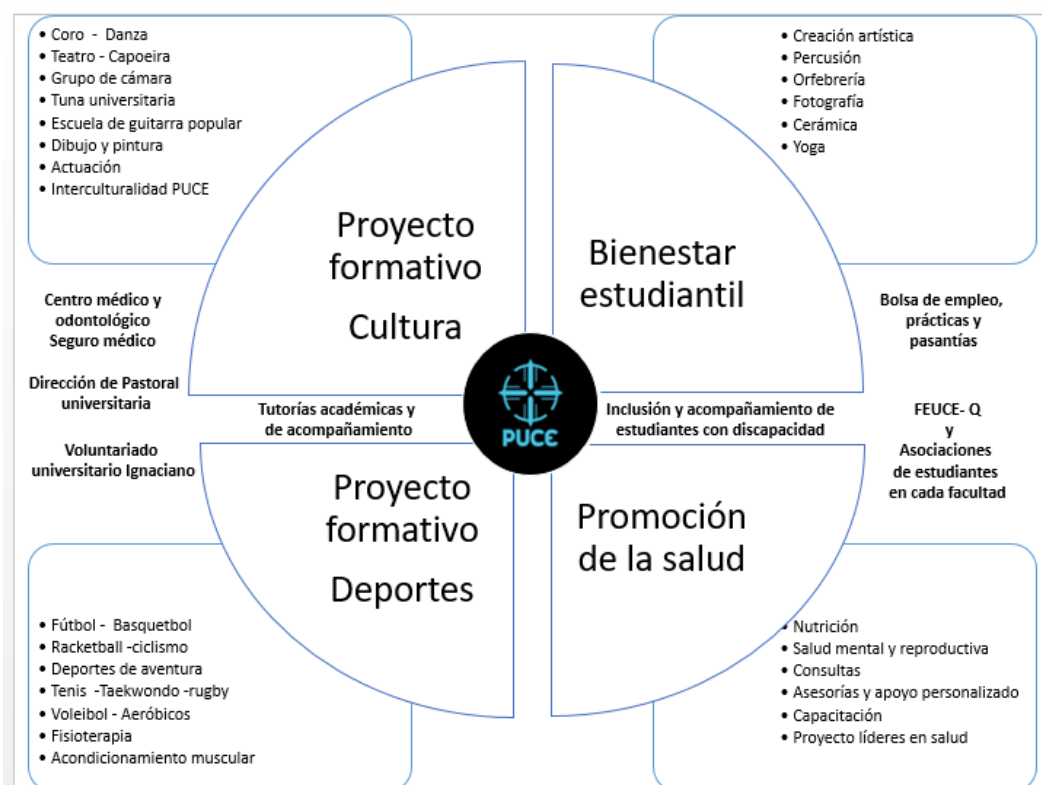 • Coro - Danza
• Teatro - Capoeira
• Grupo de cámara
• Tuna universitaria
• Escuela de guitarra popular
• Dibujo y pintura
• Actuación
• Interculturalidad PUCE
• Creación artística
• Percusión
• Orfebrería
• Fotografía
• Cerámica
• Yoga
Proyecto
formativo
Cultura
Bienestar
estudiantil
Centro médico y
odontológico
Seguro médico
Dirección de Pastoral
universitaria
Voluntariado
universitario Ignaciano
Tutorías académicas y
de acompañamiento
PUCE
Inclusión y acompañamiento de
estudiantes con discapacidad
Bolsa de empleo,
prácticas y
pasantías
FEUCE- Q
y
Asociaciones
de estudiantes
en cada facultad
Proyecto
formativo
Deportes
Promoción
de la salud
• Fútbol - Basquetbol
• Racketball -ciclismo
• Deportes de aventura
• Tenis -Taekwondo -rugby
• Voleibol - Aeróbicos
• Fisioterapia
• Acondicionamiento muscular
• Nutrición
• Salud mental y reproductiva
• Consultas
• Asesorías y apoyo personalizado
• Capacitación
• Proyecto líderes en salud